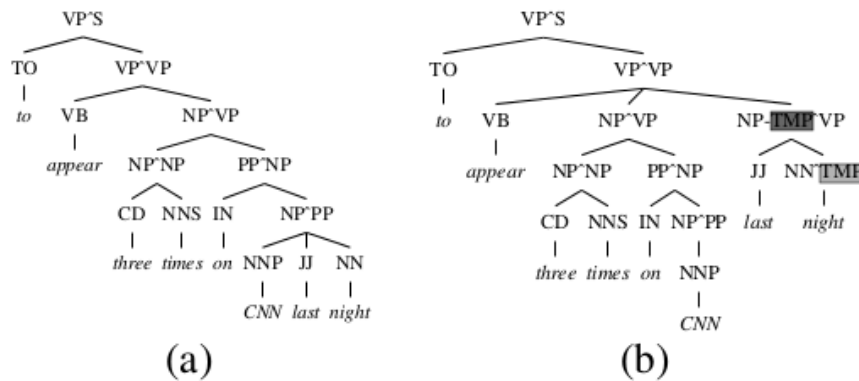 VP^S VP^S
TO VP^VP TO VP^VP
to VB NP^VP to VB NP^VP NP-TMP^VP
appear NP^NP PP^NP appear NP^NP PP^NP JJ NN^TMP
CD NNS IN NP^PP CD NNS IN NP^PP last night
three times on NNP JJ NN three times on NNP
CNN last night CNN
(a) (b)